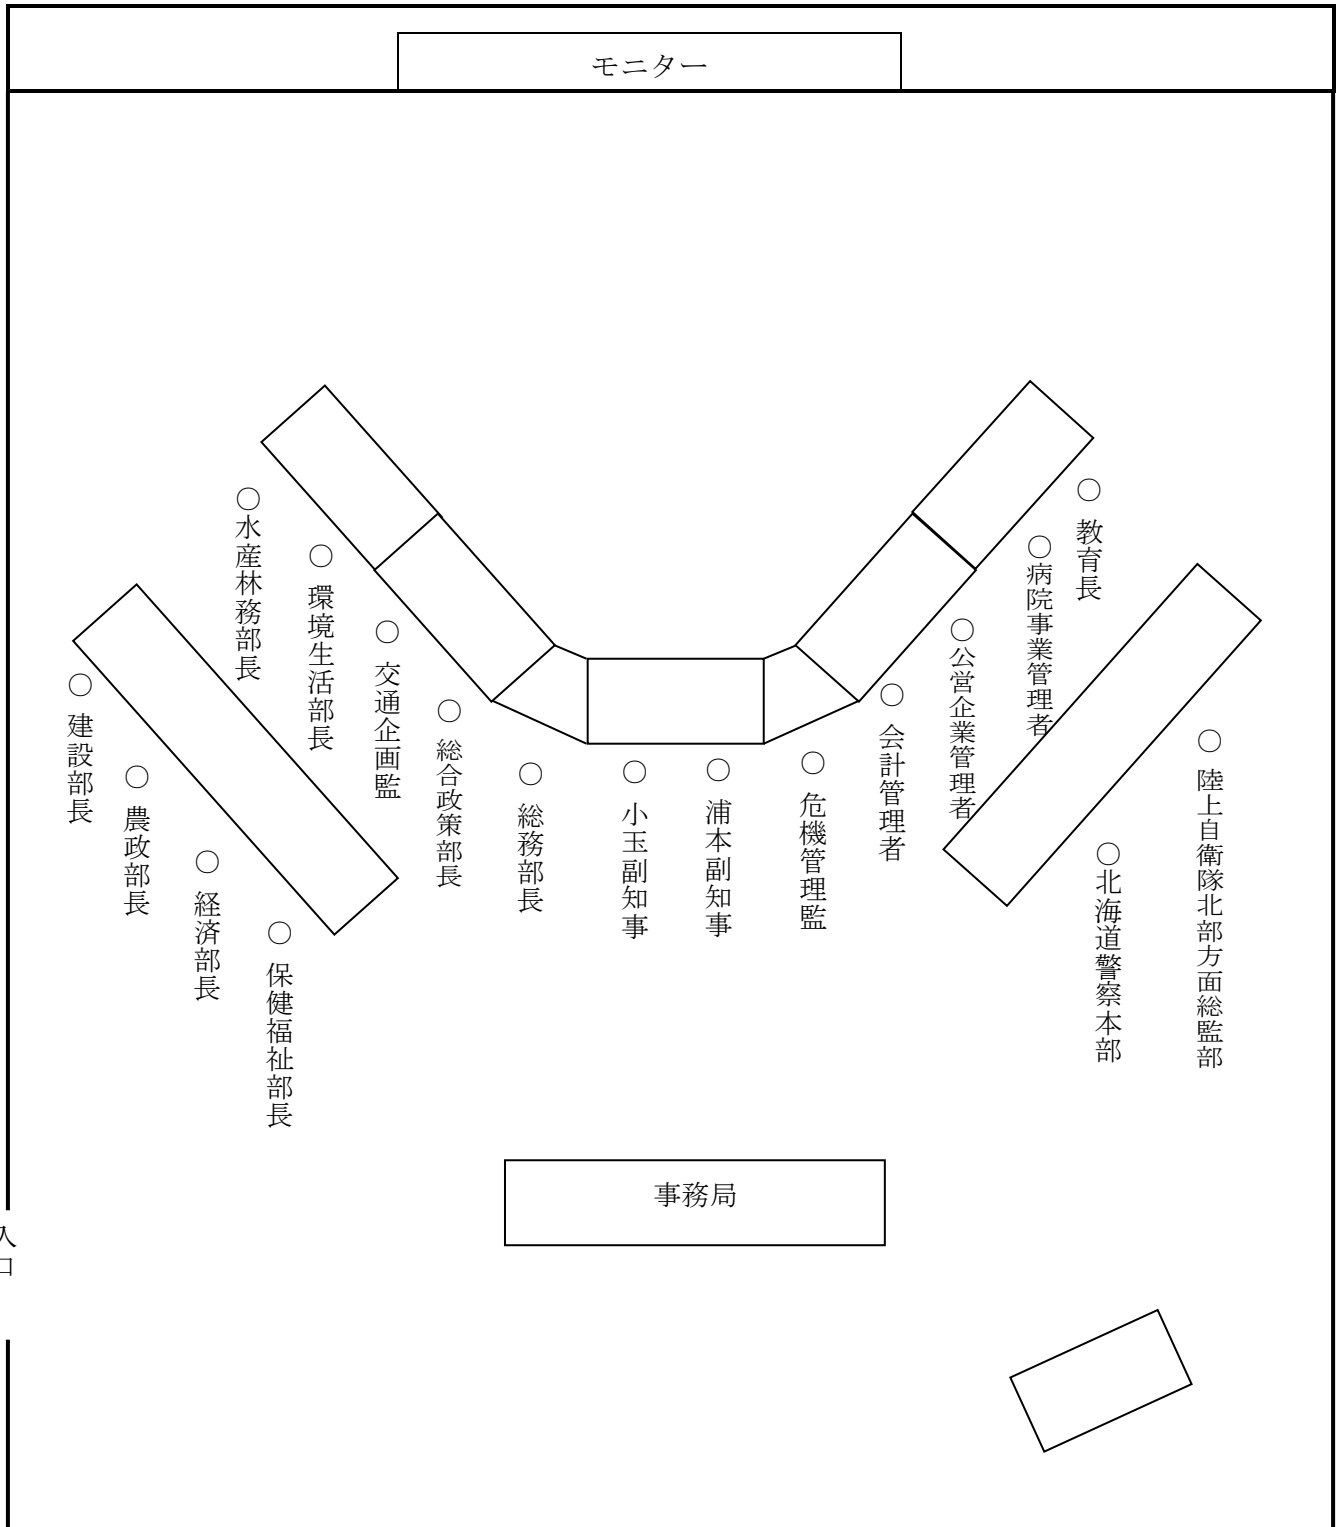 モニター
○水産林務部長
○ 環境生活部長
○ 交通企画監
○ 総合政策部長
○ 総務部長
○ 小玉副知事
○ 浦本副知事
○ 危機管理監
○ 会計管理者
○公営企業管理者
○病院事業管理者
○ 教育長
○ 建設部長
○ 農政部長
○ 経済部長
○ 保健福祉部長
○北海道警察本部
○ 陸上自衛隊北部方面総監部
事務局
入口